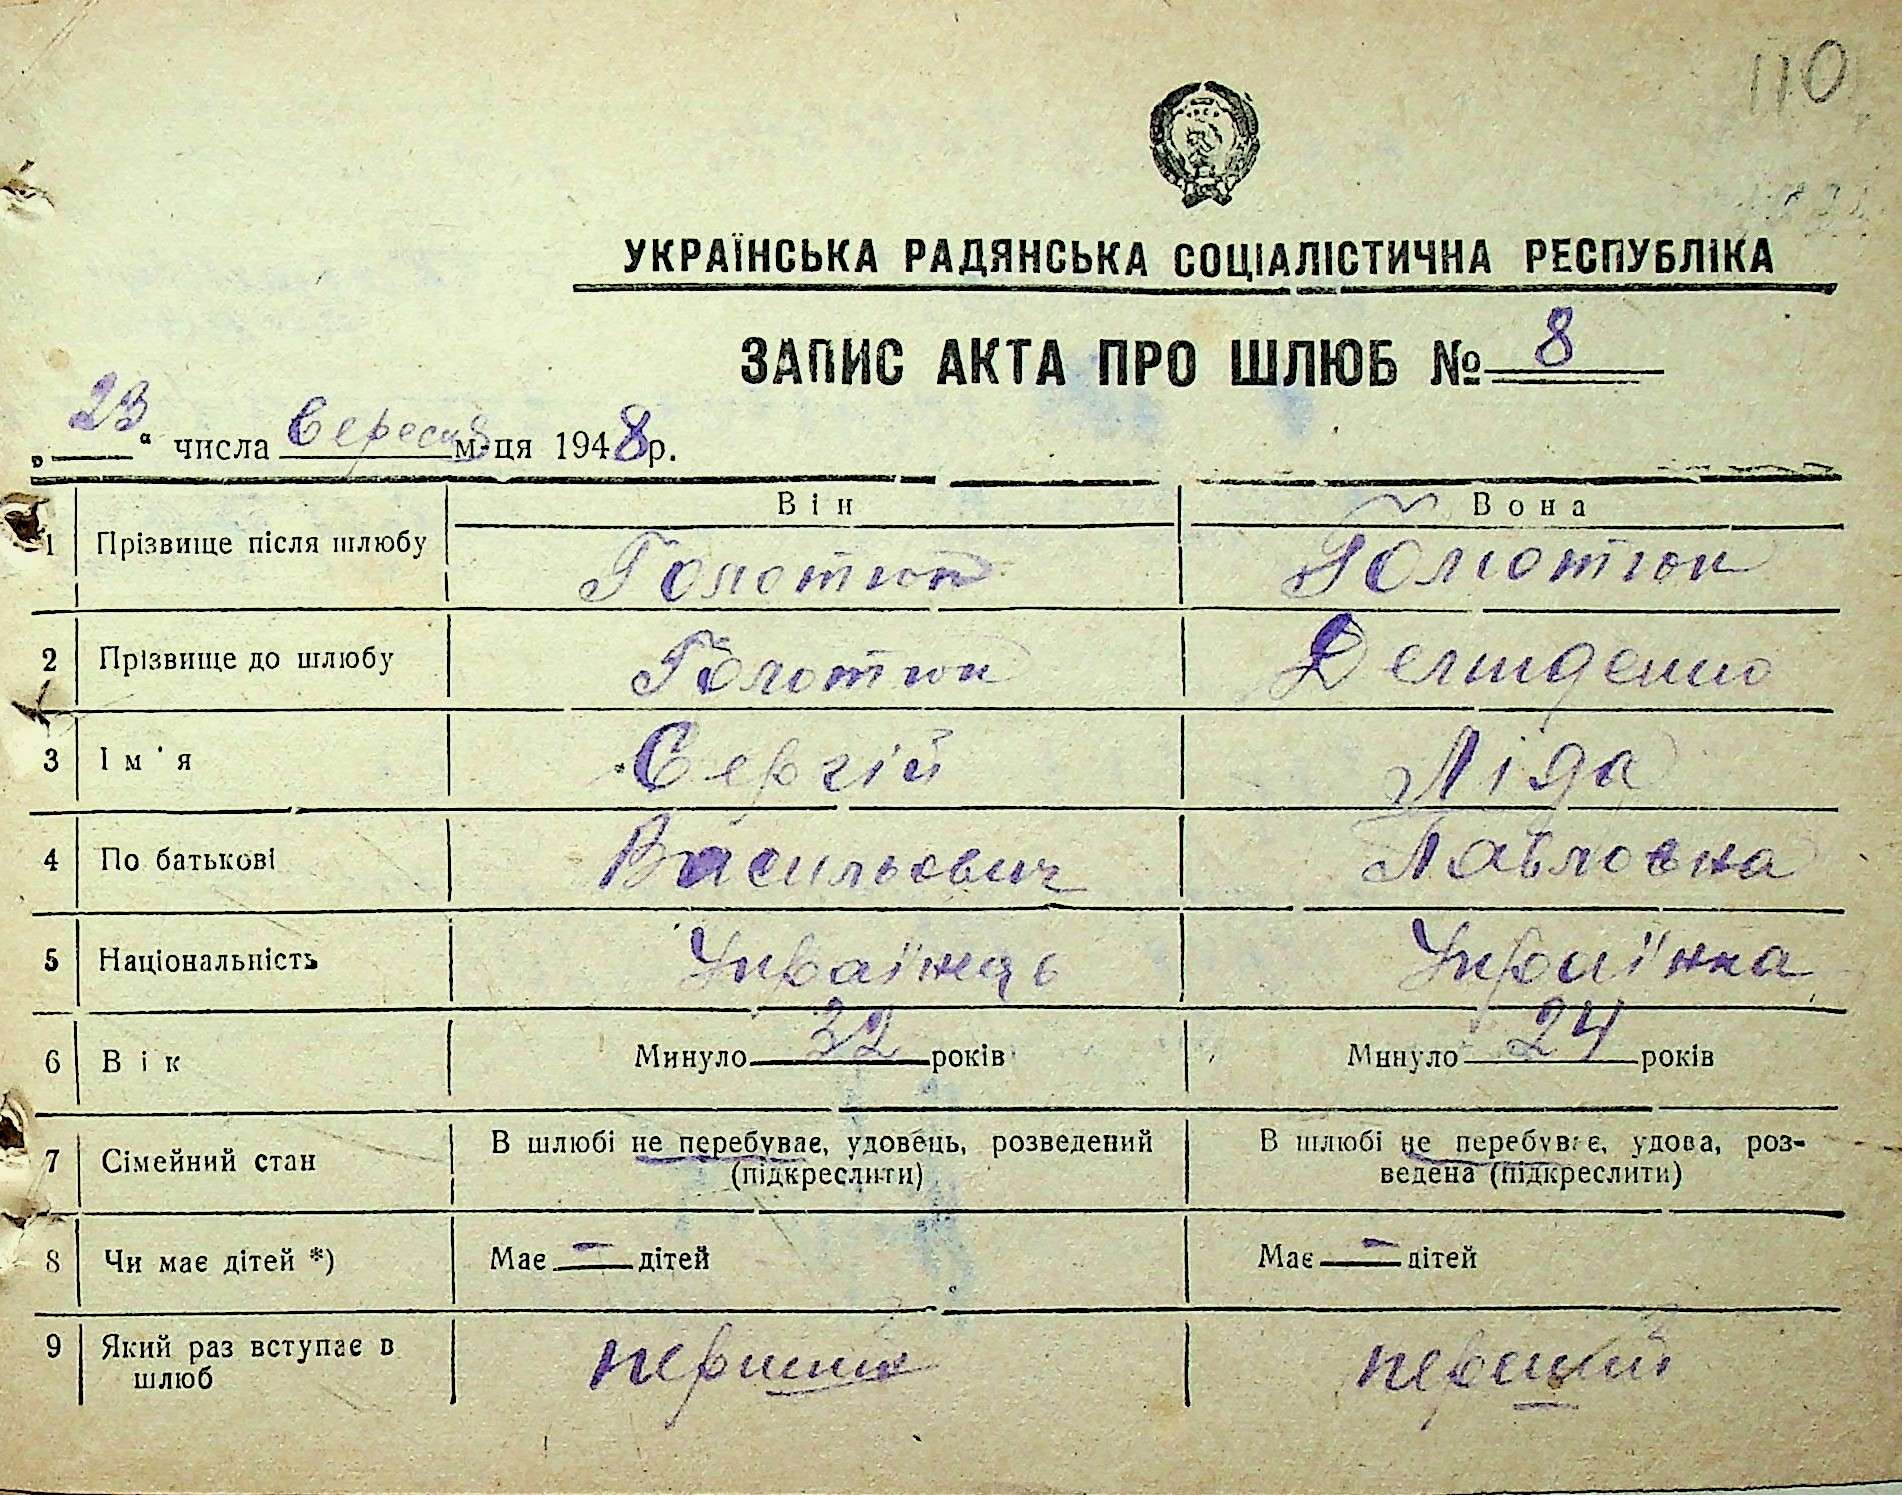 110
УКРАЇНСЬКА РАДЯНСЬКА СОЦІАЛІСТИЧНА РЕСПУБЛІКА
ЗАПИС АКТА ПРО ШЛЮБ № 8
„23“ числа Вересня м-ця 1948 р.
Він Вона
1 Прізвище після шлюбу Голотюк Голотюк
2 Прізвище до шлюбу Голотюк Демиденко
3 Ім'я Сергій Ліда
4 По батькові Васильович Павловна
5 Національність Українець Українка
6 Вік Минуло 32 років Минуло 24 років
7 Сімейний стан В шлюбі не перебуває, удовець, розведений (підкреслити) В шлюбі не перебуває, удова, роз-
ведена (підкреслити)
8 Чи має дітей *) Має — дітей Має — дітей
9 Який раз вступає в шлюб перший перший